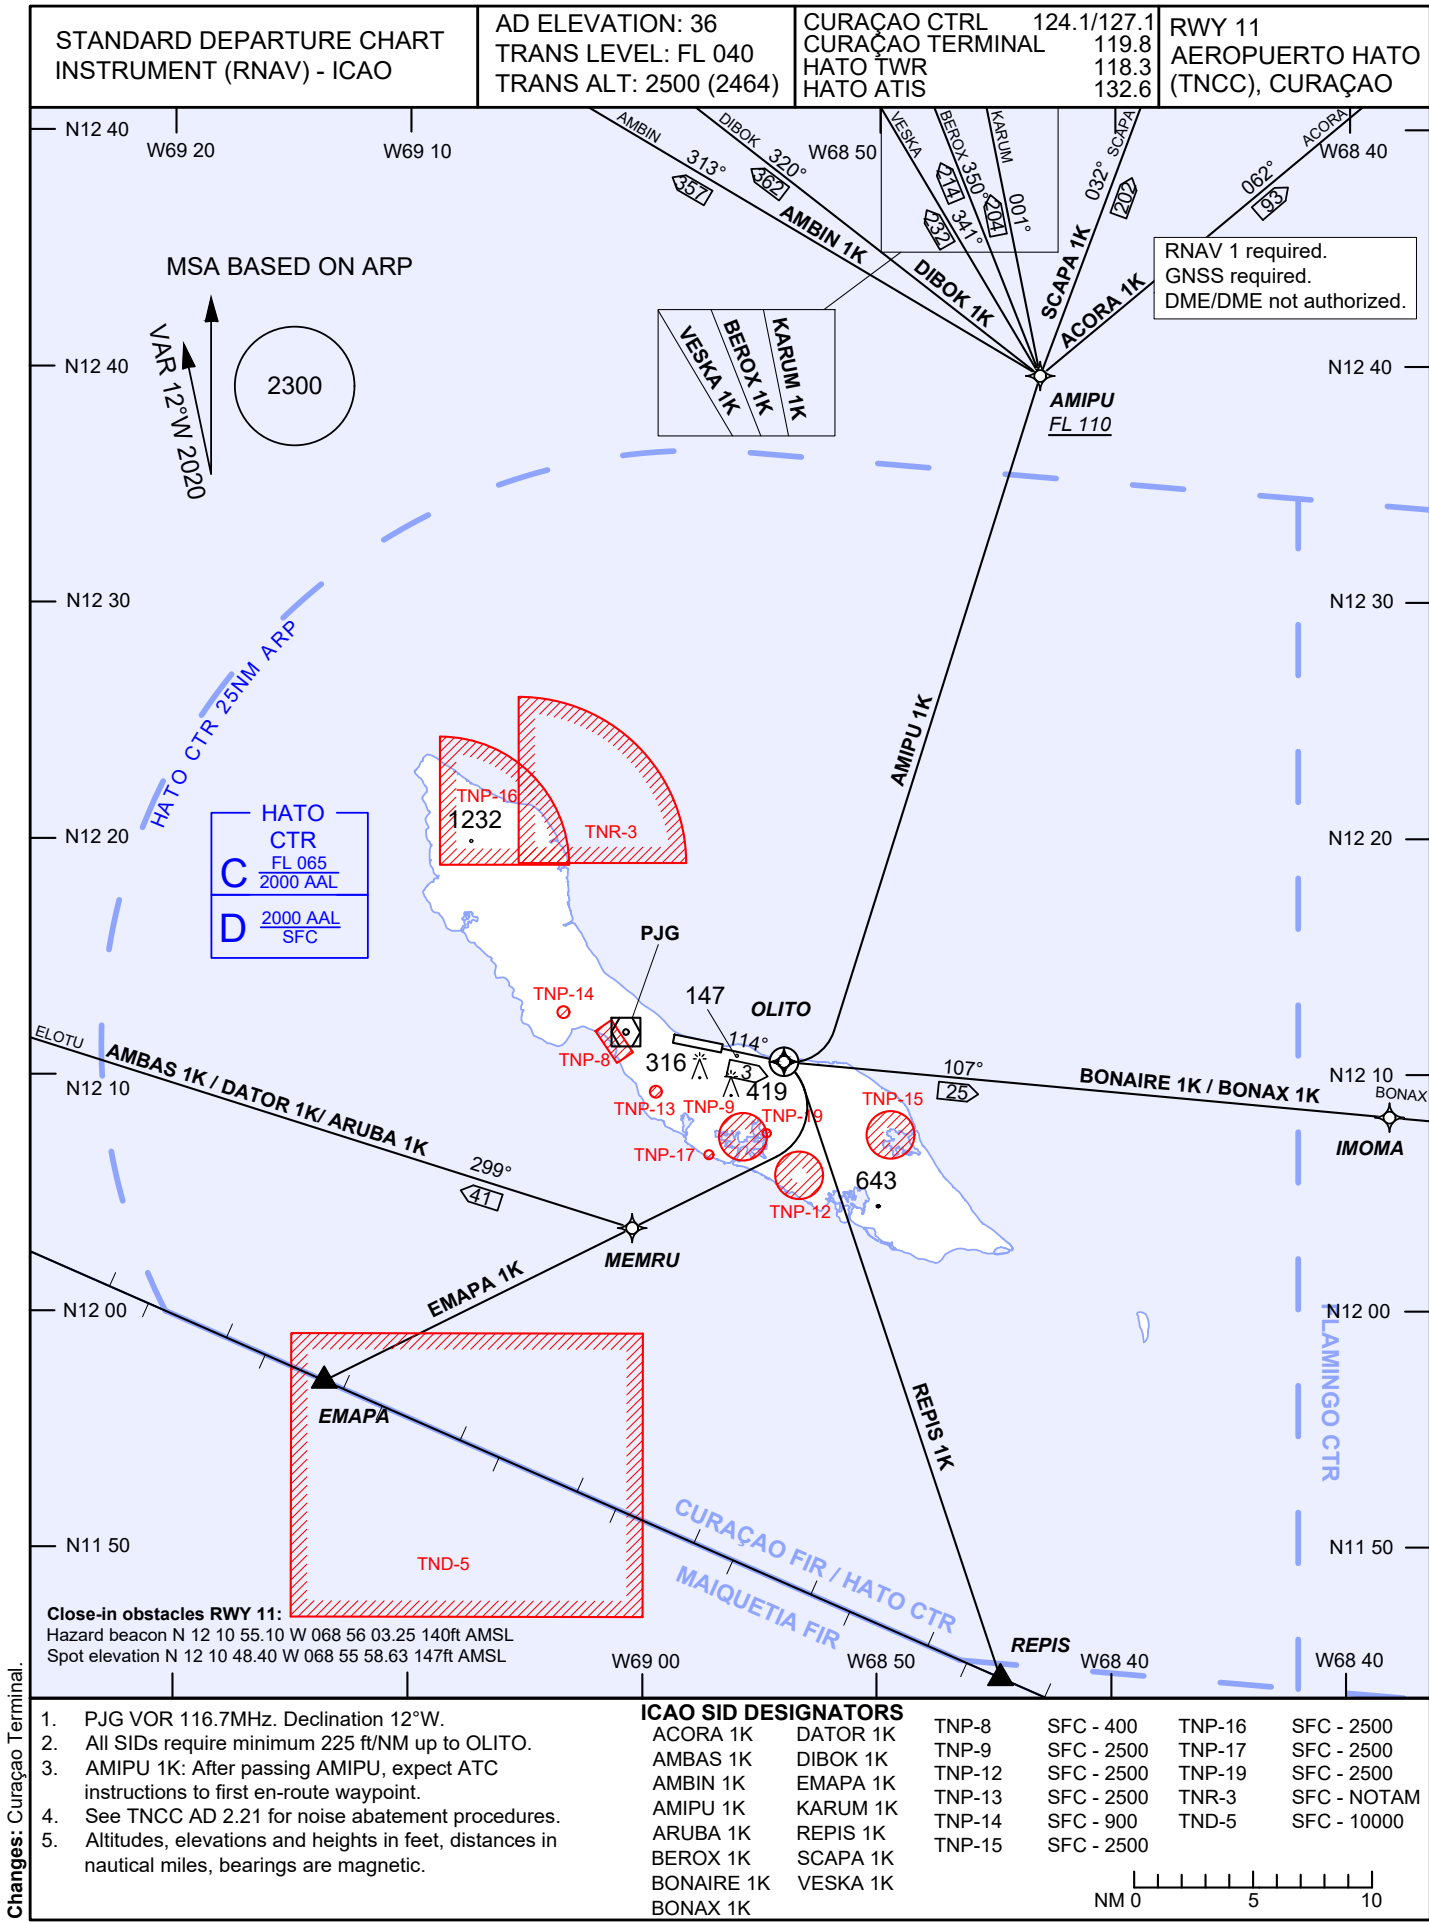 STANDARD DEPARTURE CHART
INSTRUMENT (RNAV) - ICAO
AD ELEVATION: 36
TRANS LEVEL: FL 040
TRANS ALT: 2500 (2464)
CURAÇAO CTRL 124.1/127.1
CURAÇAO TERMINAL 119.8
HATO TWR 118.3
HATO ATIS 132.6
RWY 11
AEROPUERTO HATO
(TNCC), CURAÇAO
N12 40
W69 20
W69 10
W68 50
W68 40
AMBIN
313°
357
AMBIN 1K
DIBOK
320°
362
DIBOK 1K
VESKA
341°
232
BEROX
350°
214
KARUM
001°
204
SCAPA
032°
202
SCAPA 1K
ACORA
062°
93
ACORA 1K
VESKA 1K
BEROX 1K
KARUM 1K
RNAV 1 required.
GNSS required.
DME/DME not authorized.
MSA BASED ON ARP
VAR 12°W 2020
2300
N12 40
N12 40
AMIPU
FL 110
N12 30
N12 30
HATO CTR 25NM ARP
AMIPU 1K
TNP-16
1232
TNR-3
N12 20
N12 20
HATO
CTR
C FL 065
2000 AAL
D 2000 AAL
SFC
PJG
TNP-14
147
OLITO
114°
3
TNP-8
316
419
ELOTU
AMBAS 1K / DATOR 1K/ ARUBA 1K
299°
41
107°
25
BONAIRE 1K / BONAX 1K
BONAX
IMOMA
N12 10
N12 10
TNP-13
TNP-9
TNP-19
TNP-15
TNP-17
TNP-12
643
MEMRU
EMAPA 1K
N12 00
N12 00
FLAMINGO CTR
EMAPA
REPIS 1K
N11 50
N11 50
TND-5
CURAÇAO FIR / HATO CTR
MAIQUETIA FIR
REPIS
Close-in obstacles RWY 11:
Hazard beacon N 12 10 55.10 W 068 56 03.25 140ft AMSL
Spot elevation N 12 10 48.40 W 068 55 58.63 147ft AMSL
W69 00
W68 50
W68 40
W68 40
Changes: Curaçao Terminal.
1. PJG VOR 116.7MHz. Declination 12°W.
2. All SIDs require minimum 225 ft/NM up to OLITO.
3. AMIPU 1K: After passing AMIPU, expect ATC
instructions to first en-route waypoint.
4. See TNCC AD 2.21 for noise abatement procedures.
5. Altitudes, elevations and heights in feet, distances in
nautical miles, bearings are magnetic.
ICAO SID DESIGNATORS
ACORA 1K DATOR 1K
AMBAS 1K DIBOK 1K
AMBIN 1K EMAPA 1K
AMIPU 1K KARUM 1K
ARUBA 1K REPIS 1K
BEROX 1K SCAPA 1K
BONAIRE 1K VESKA 1K
BONAX 1K
TNP-8 SFC - 400 TNP-16 SFC - 2500
TNP-9 SFC - 2500 TNP-17 SFC - 2500
TNP-12 SFC - 2500 TNP-19 SFC - 2500
TNP-13 SFC - 2500 TNR-3 SFC - NOTAM
TNP-14 SFC - 900 TND-5 SFC - 10000
TNP-15 SFC - 2500
NM 0 5 10